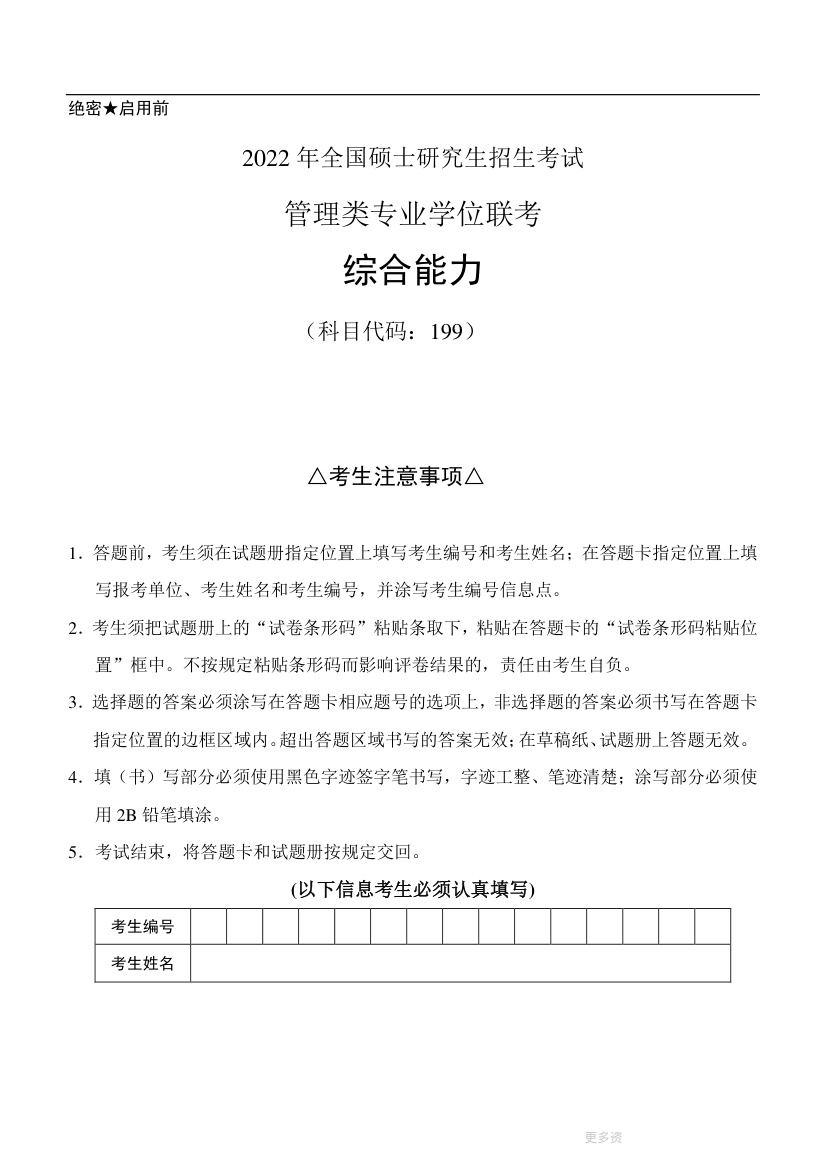 绝密★启用前
2022 年全国硕士研究生招生考试
管理类专业学位联考
综合能力
（科目代码：199）
△考生注意事项△
1．答题前，考生须在试题册指定位置上填写考生编号和考生姓名；在答题卡指定位置上填
写报考单位、考生姓名和考生编号，并涂写考生编号信息点。
2．考生须把试题册上的“试卷条形码”粘贴条取下，粘贴在答题卡的“试卷条形码粘贴位
置”框中。不按规定粘贴条形码而影响评卷结果的，责任由考生自负。
3．选择题的答案必须涂写在答题卡相应题号的选项上，非选择题的答案必须书写在答题卡
指定位置的边框区域内。超出答题区域书写的答案无效；在草稿纸、试题册上答题无效。
4．填（书）写部分必须使用黑色字迹签字笔书写，字迹工整、笔迹清楚；涂写部分必须使
用 2B 铅笔填涂。
5．考试结束，将答题卡和试题册按规定交回。
(以下信息考生必须认真填写)
考生编号
考生姓名
更多资